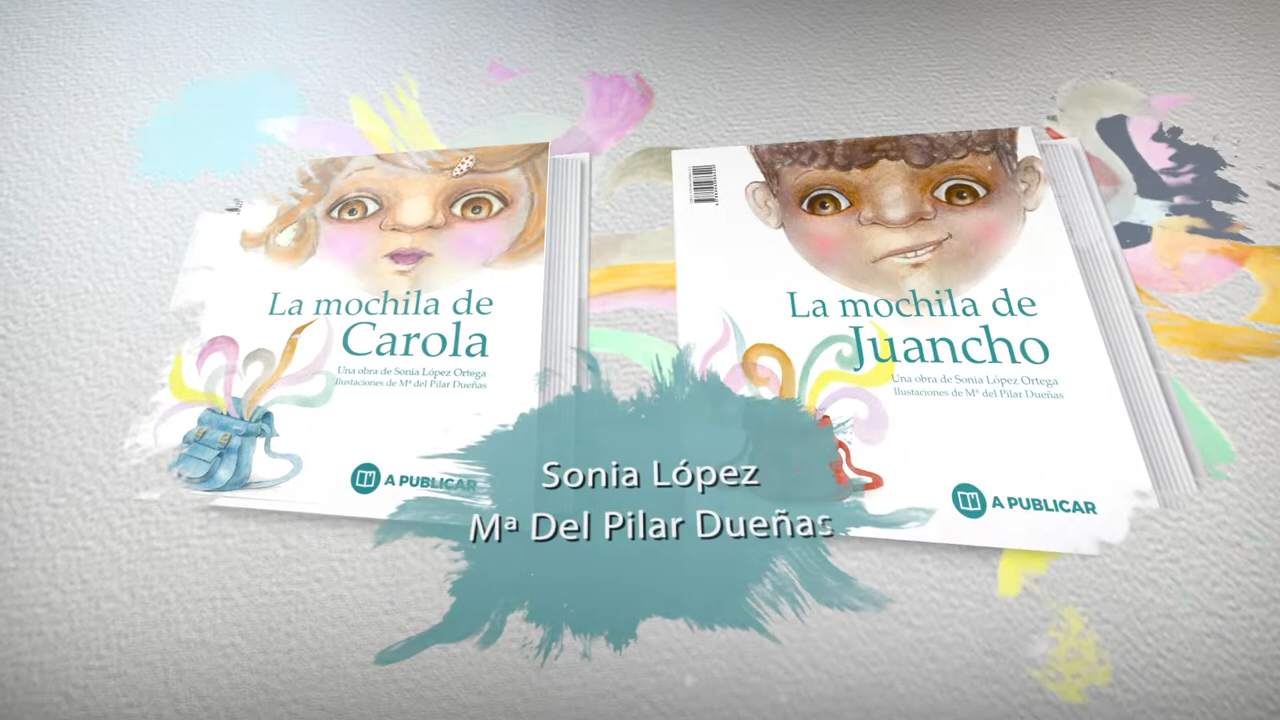 La mochila de
Carola
Una obra de Sonia López Ortega
Ilustaciones de Mª del Pilar Dueñas
A PUBLICAR
La mochila de
Juancho
Una obra de Sonia López Ortega
Ilustaciones de Mª del Pilar Dueñas
A PUBLICAR
Sonia López
Mª Del Pilar Dueñas